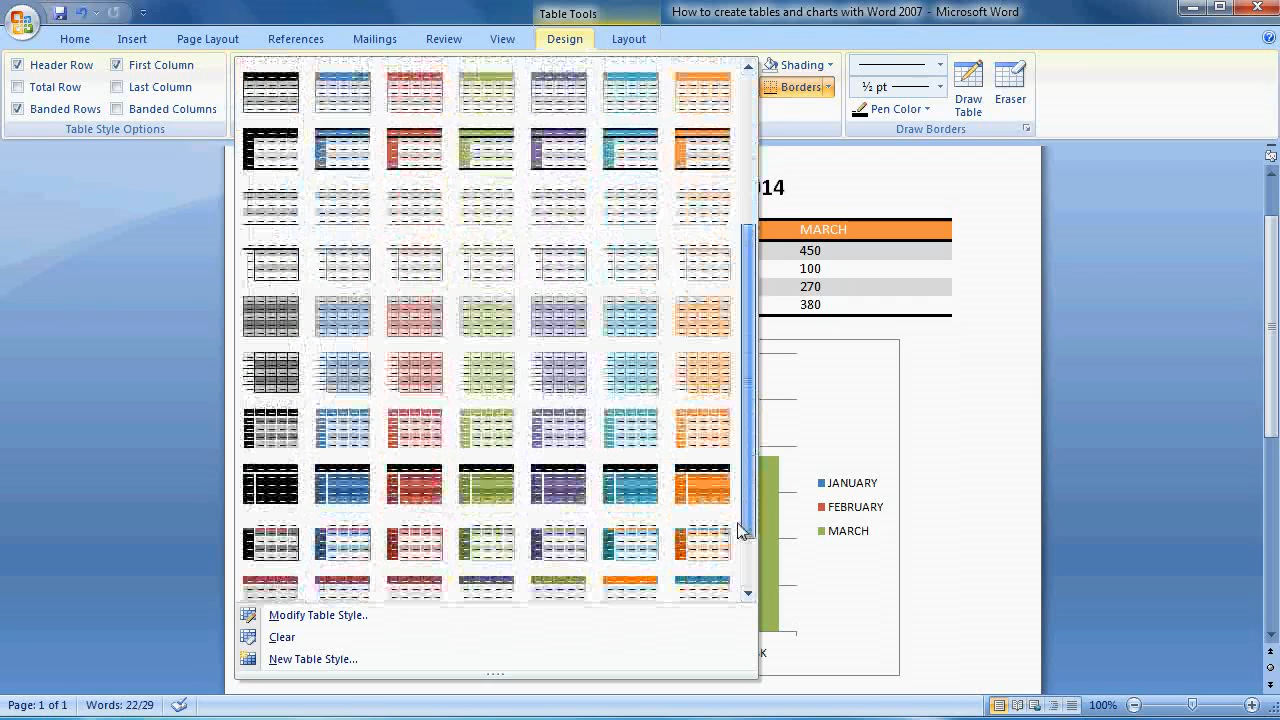 Table Tools
How to create tables and charts with Word 2007 - Microsoft Word
Home Insert Page Layout References Mailings Review View Design Layout
Header Row First Column
Total Row Last Column
Banded Rows Banded Columns
Table Style Options
Shading
Borders
½ pt
Pen Color
Draw Table
Eraser
Draw Borders
014
MARCH
450
100
270
380
JANUARY
FEBRUARY
MARCH
SK
Modify Table Style..
Clear
New Table Style...
Page: 1 of 1 Words: 22/29 100%